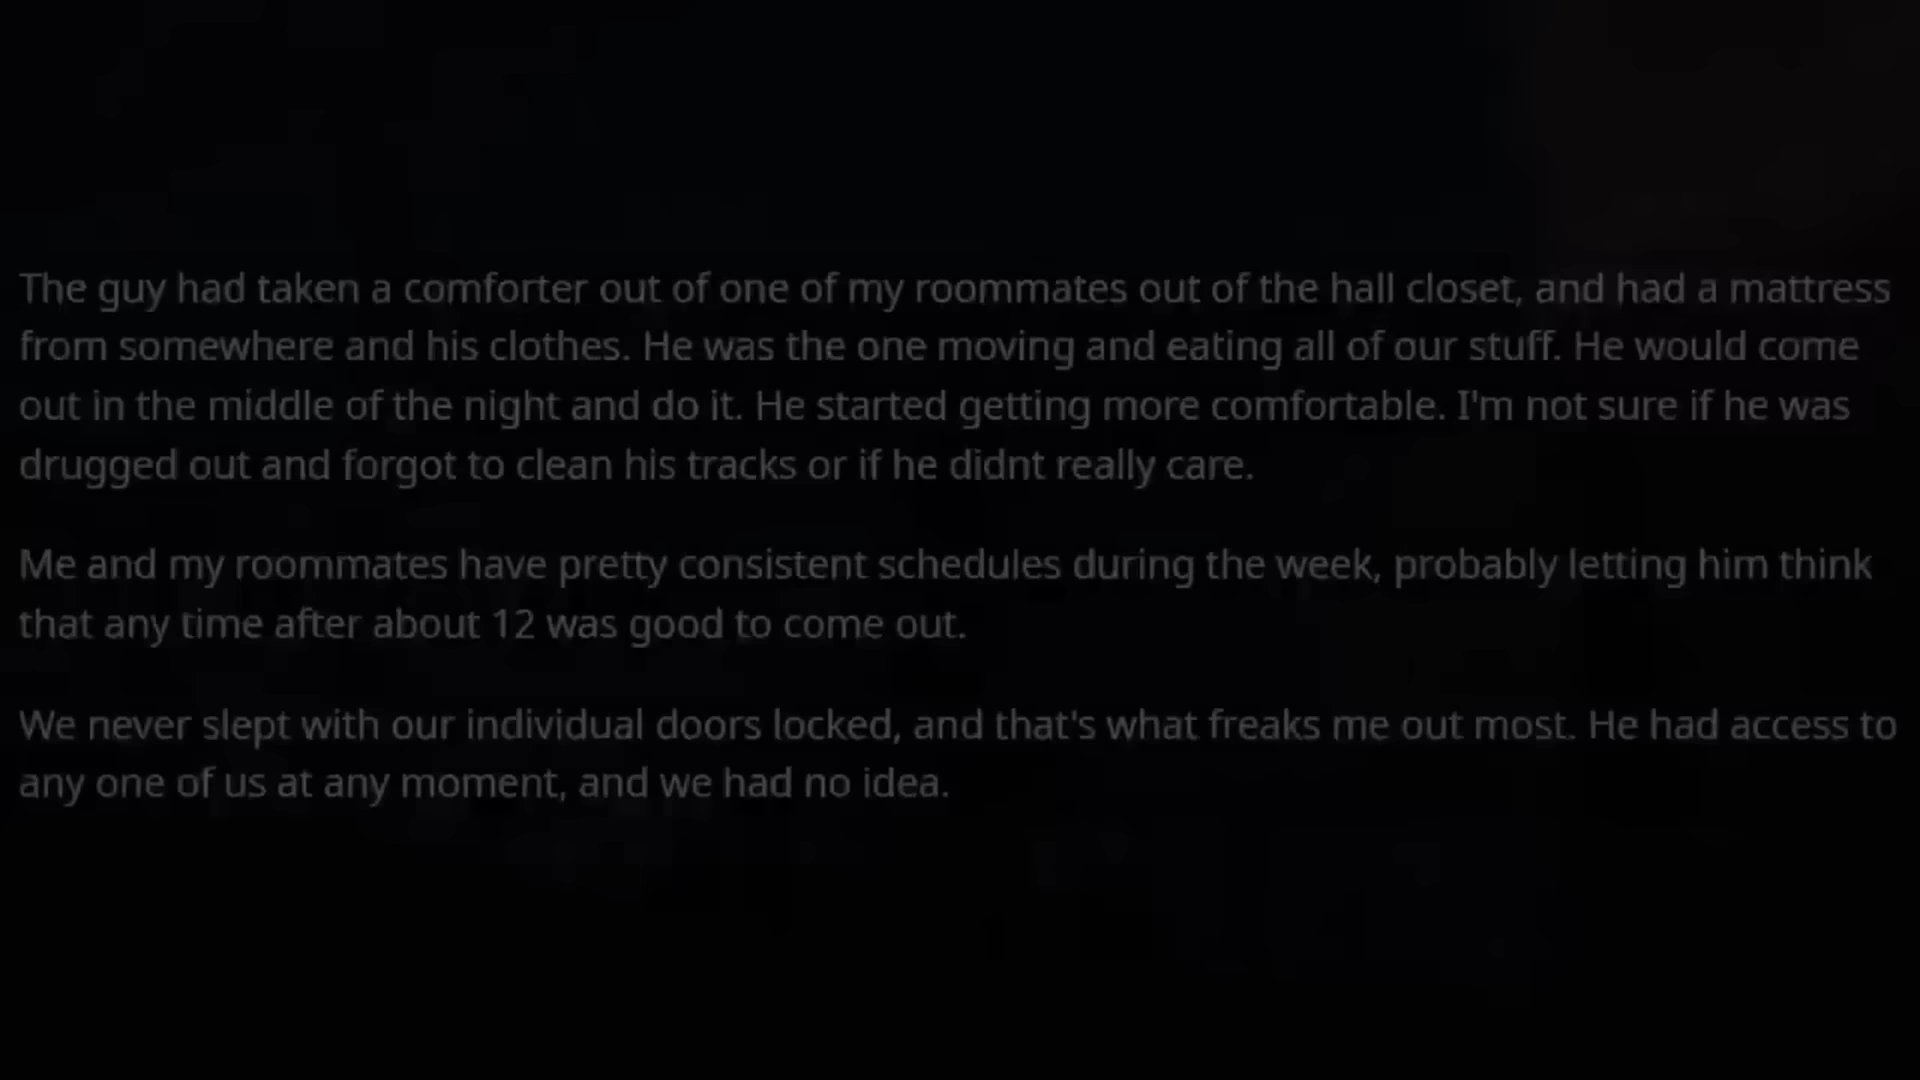 The guy had taken a comforter out of one of my roommates out of the hall closet, and had a mattress
from somewhere and his clothes. He was the one moving and eating all of our stuff. He would come
out in the middle of the night and do it. He started getting more comfortable. I'm not sure if he was
drugged out and forgot to clean his tracks or if he didnt really care.
Me and my roommates have pretty consistent schedules during the week, probably letting him think
that any time after about 12 was good to come out.
We never slept with our individual doors locked, and that's what freaks me out most. He had access to
any one of us at any moment, and we had no idea.